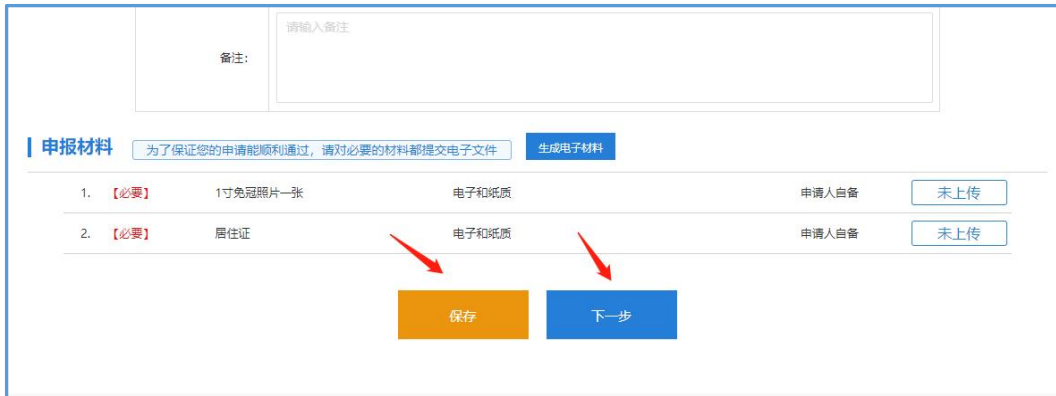 请输入备注
备注:
申报材料 为了保证您的申请能顺利通过，请对必要的材料都提交电子文件 生成电子材料
1. 【必要】 1寸免冠照片一张 电子和纸质 申请人自备 未上传
2. 【必要】 居住证 电子和纸质 申请人自备 未上传
保存 下一步